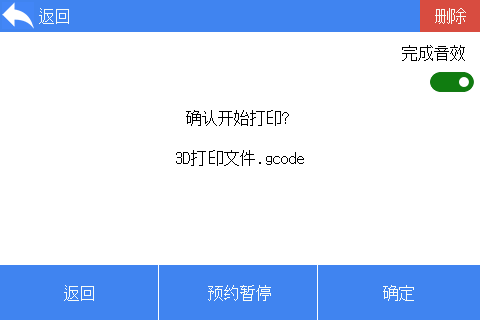 返回
删除
完成音效
确认开始打印?
3D打印文件.gcode
返回
预约暂停
确定